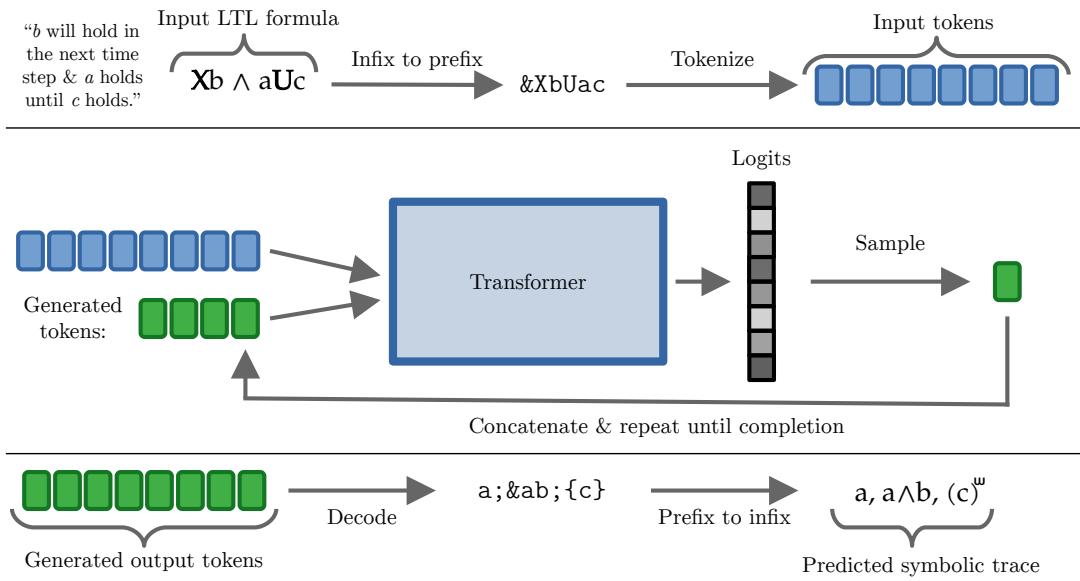 “b will hold in
the next time
step & a holds
until c holds.”
Input LTL formula
Xb ∧ aUc
Infix to prefix
&XbUac
Tokenize
Input tokens
Logits
Generated
tokens:
Transformer
Sample
Concatenate & repeat until completion
Generated output tokens
Decode
a;&ab;{c}
Prefix to infix
a, a∧b, (c)^ω
Predicted symbolic trace